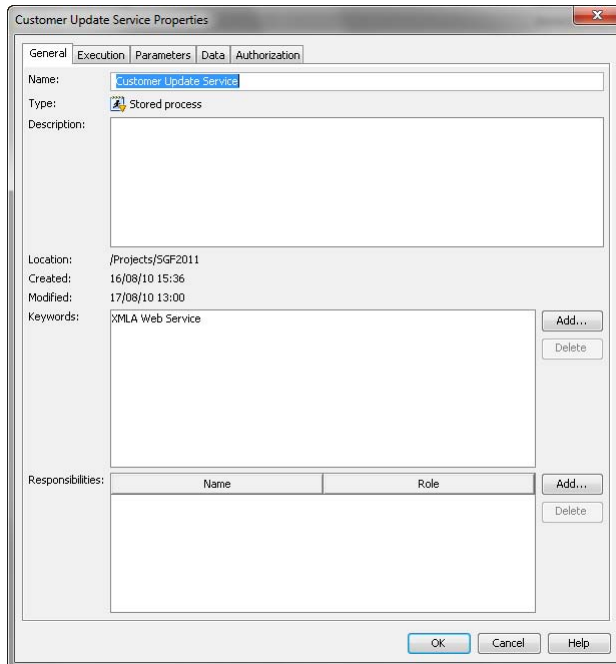 Customer Update Service Properties
General Execution Parameters Data Authorization
Name: Customer Update Service
Type: Stored process
Description:
Location: /Projects/SGF2011
Created: 16/08/10 15:36
Modified: 17/08/10 13:00
Keywords: XMLA Web Service Add...
Delete
Responsibilities: Name Role Add...
Delete
OK Cancel Help